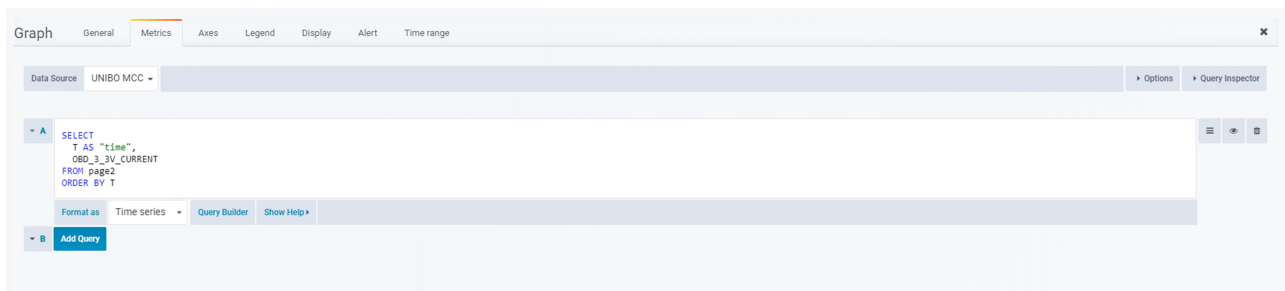 Graph General Metrics Axes Legend Display Alert Time range
Data Source UNIBO MCC Options Query Inspector
A
SELECT
T AS "time",
OBD_3_3V_CURRENT
FROM page2
ORDER BY T
Format as Time series Query Builder Show Help
B Add Query